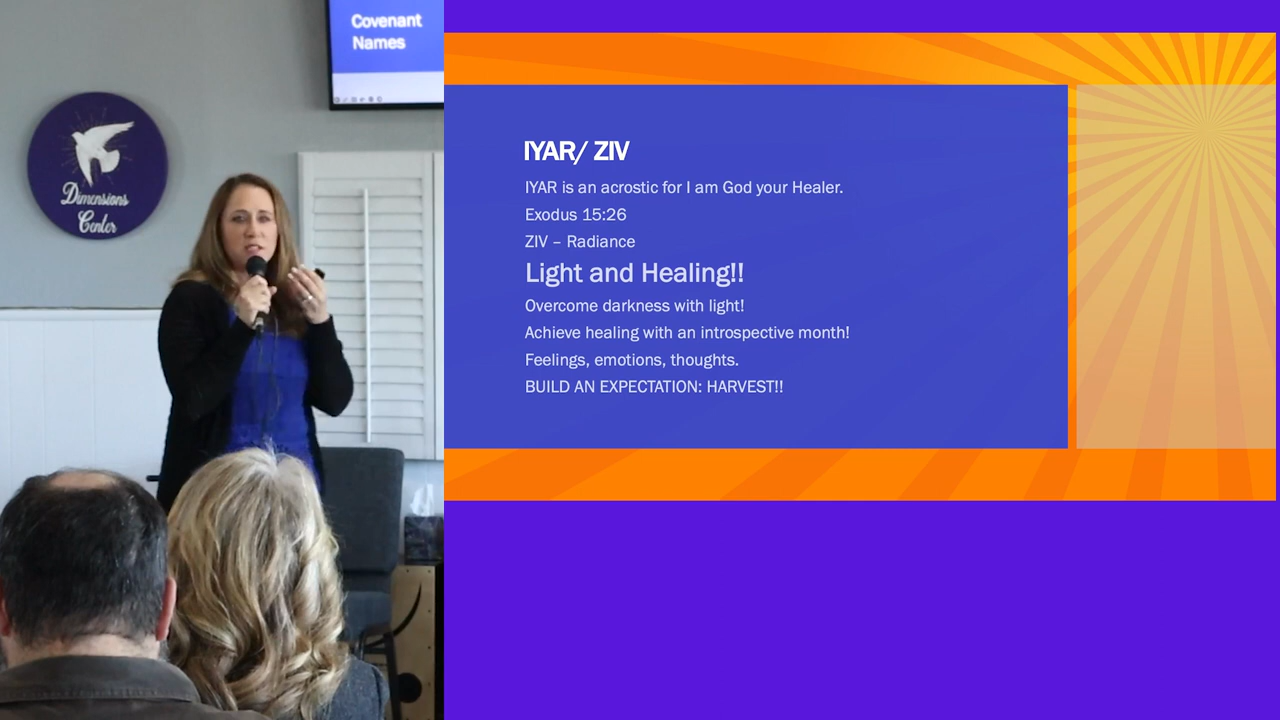 Covenant
Names
Dimensions
Center
IYAR/ ZIV
IYAR is an acrostic for I am God your Healer.
Exodus 15:26
ZIV – Radiance
Light and Healing!!
Overcome darkness with light!
Achieve healing with an introspective month!
Feelings, emotions, thoughts.
BUILD AN EXPECTATION: HARVEST!!